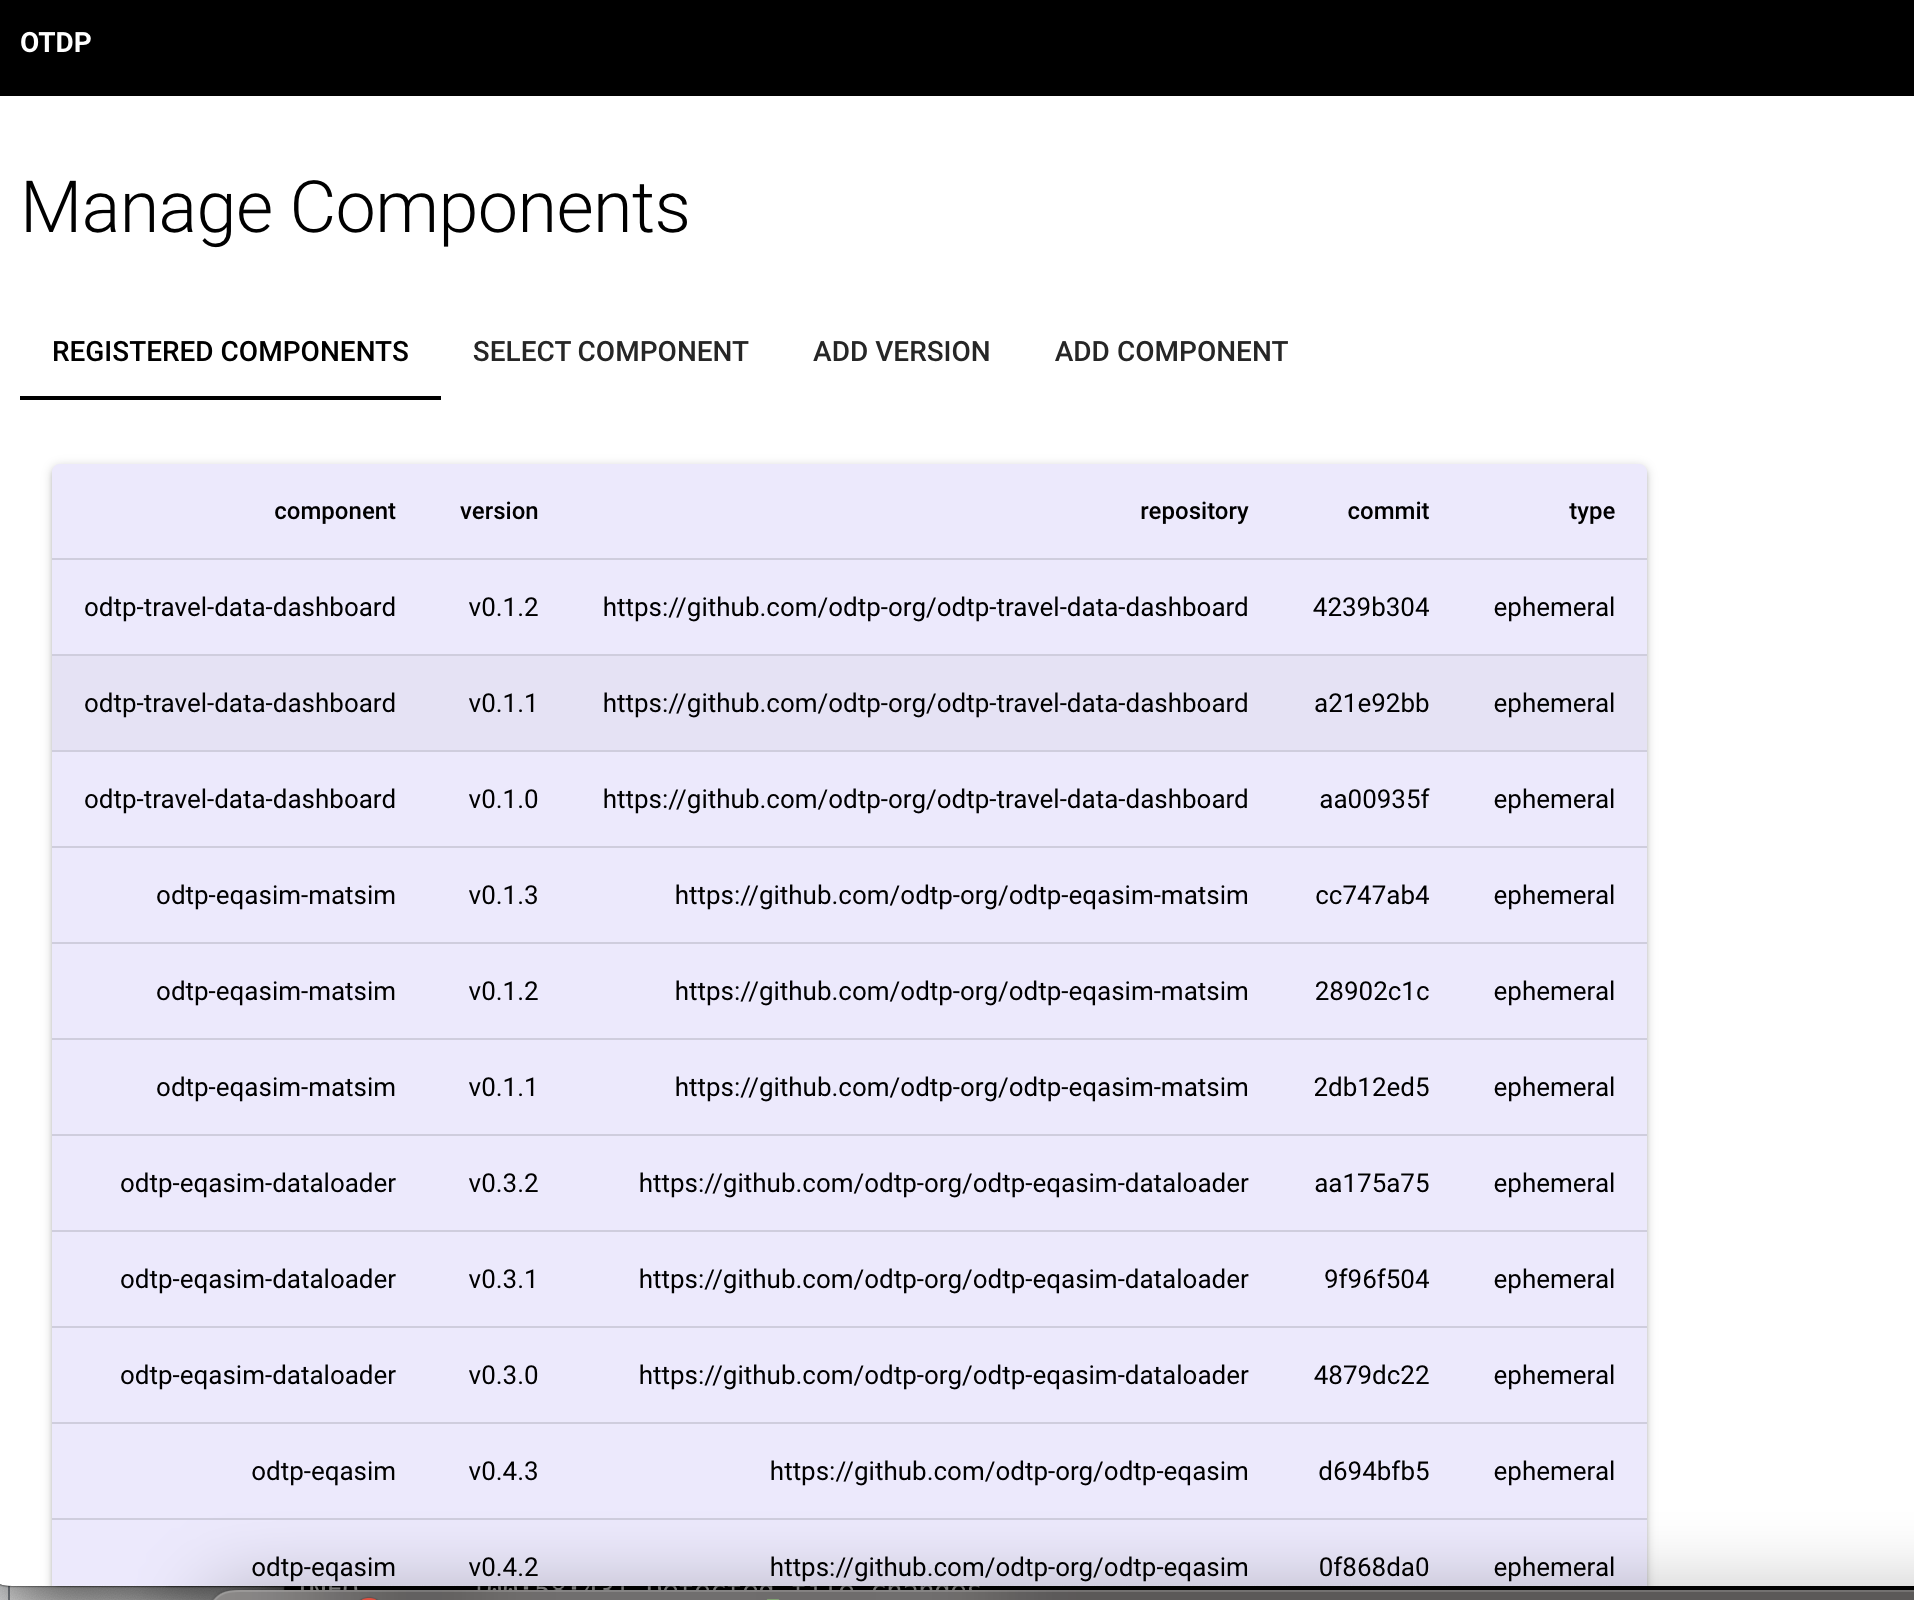 OTDP
Manage Components
REGISTERED COMPONENTS SELECT COMPONENT ADD VERSION ADD COMPONENT
component version repository commit type
odtp-travel-data-dashboard v0.1.2 https://github.com/odtp-org/odtp-travel-data-dashboard 4239b304 ephemeral
odtp-travel-data-dashboard v0.1.1 https://github.com/odtp-org/odtp-travel-data-dashboard a21e92bb ephemeral
odtp-travel-data-dashboard v0.1.0 https://github.com/odtp-org/odtp-travel-data-dashboard aa00935f ephemeral
odtp-eqasim-matsim v0.1.3 https://github.com/odtp-org/odtp-eqasim-matsim cc747ab4 ephemeral
odtp-eqasim-matsim v0.1.2 https://github.com/odtp-org/odtp-eqasim-matsim 28902c1c ephemeral
odtp-eqasim-matsim v0.1.1 https://github.com/odtp-org/odtp-eqasim-matsim 2db12ed5 ephemeral
odtp-eqasim-dataloader v0.3.2 https://github.com/odtp-org/odtp-eqasim-dataloader aa175a75 ephemeral
odtp-eqasim-dataloader v0.3.1 https://github.com/odtp-org/odtp-eqasim-dataloader 9f96f504 ephemeral
odtp-eqasim-dataloader v0.3.0 https://github.com/odtp-org/odtp-eqasim-dataloader 4879dc22 ephemeral
odtp-eqasim v0.4.3 https://github.com/odtp-org/odtp-eqasim d694bfb5 ephemeral
odtp-eqasim v0.4.2 https://github.com/odtp-org/odtp-eqasim 0f868da0 ephemeral